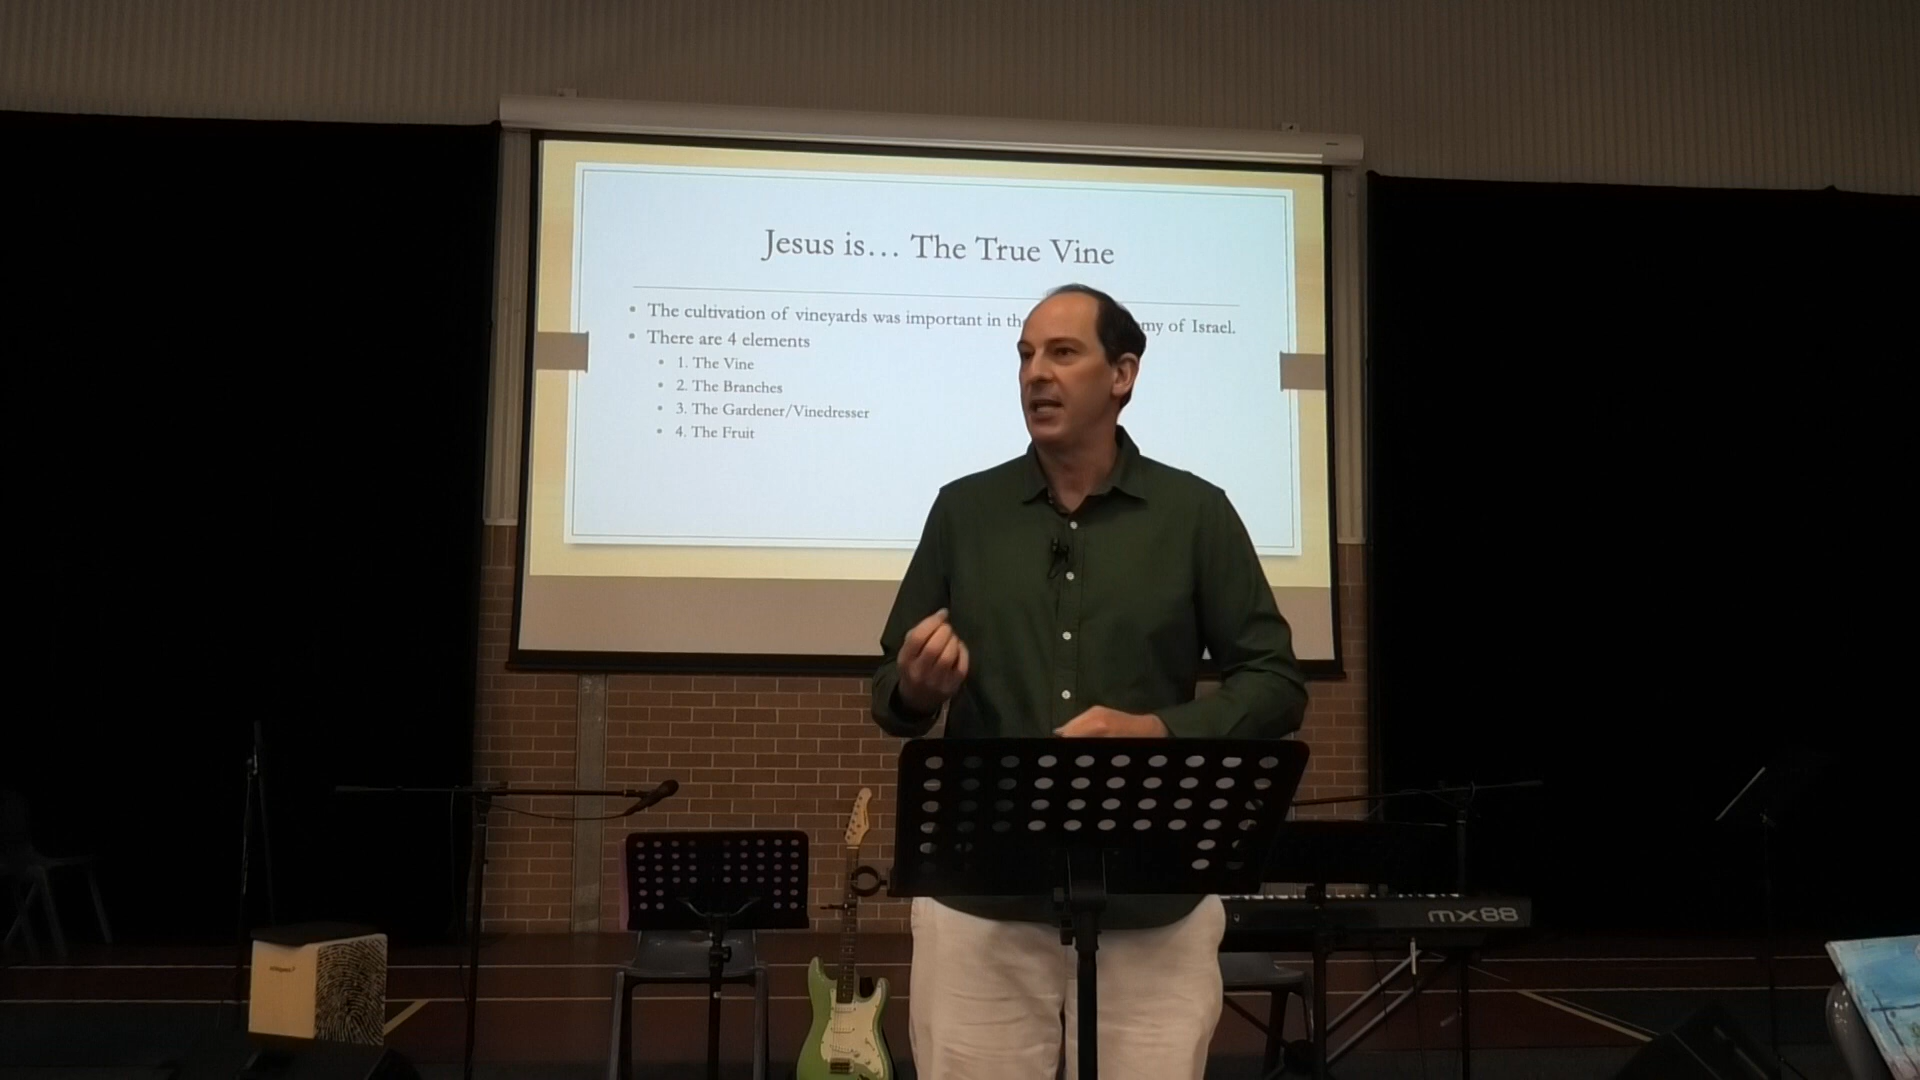 Jesus is... The True Vine
• The cultivation of vineyards was important in th my of Israel.
• There are 4 elements
• 1. The Vine
• 2. The Branches
• 3. The Gardener/Vinedresser
• 4. The Fruit
mx88